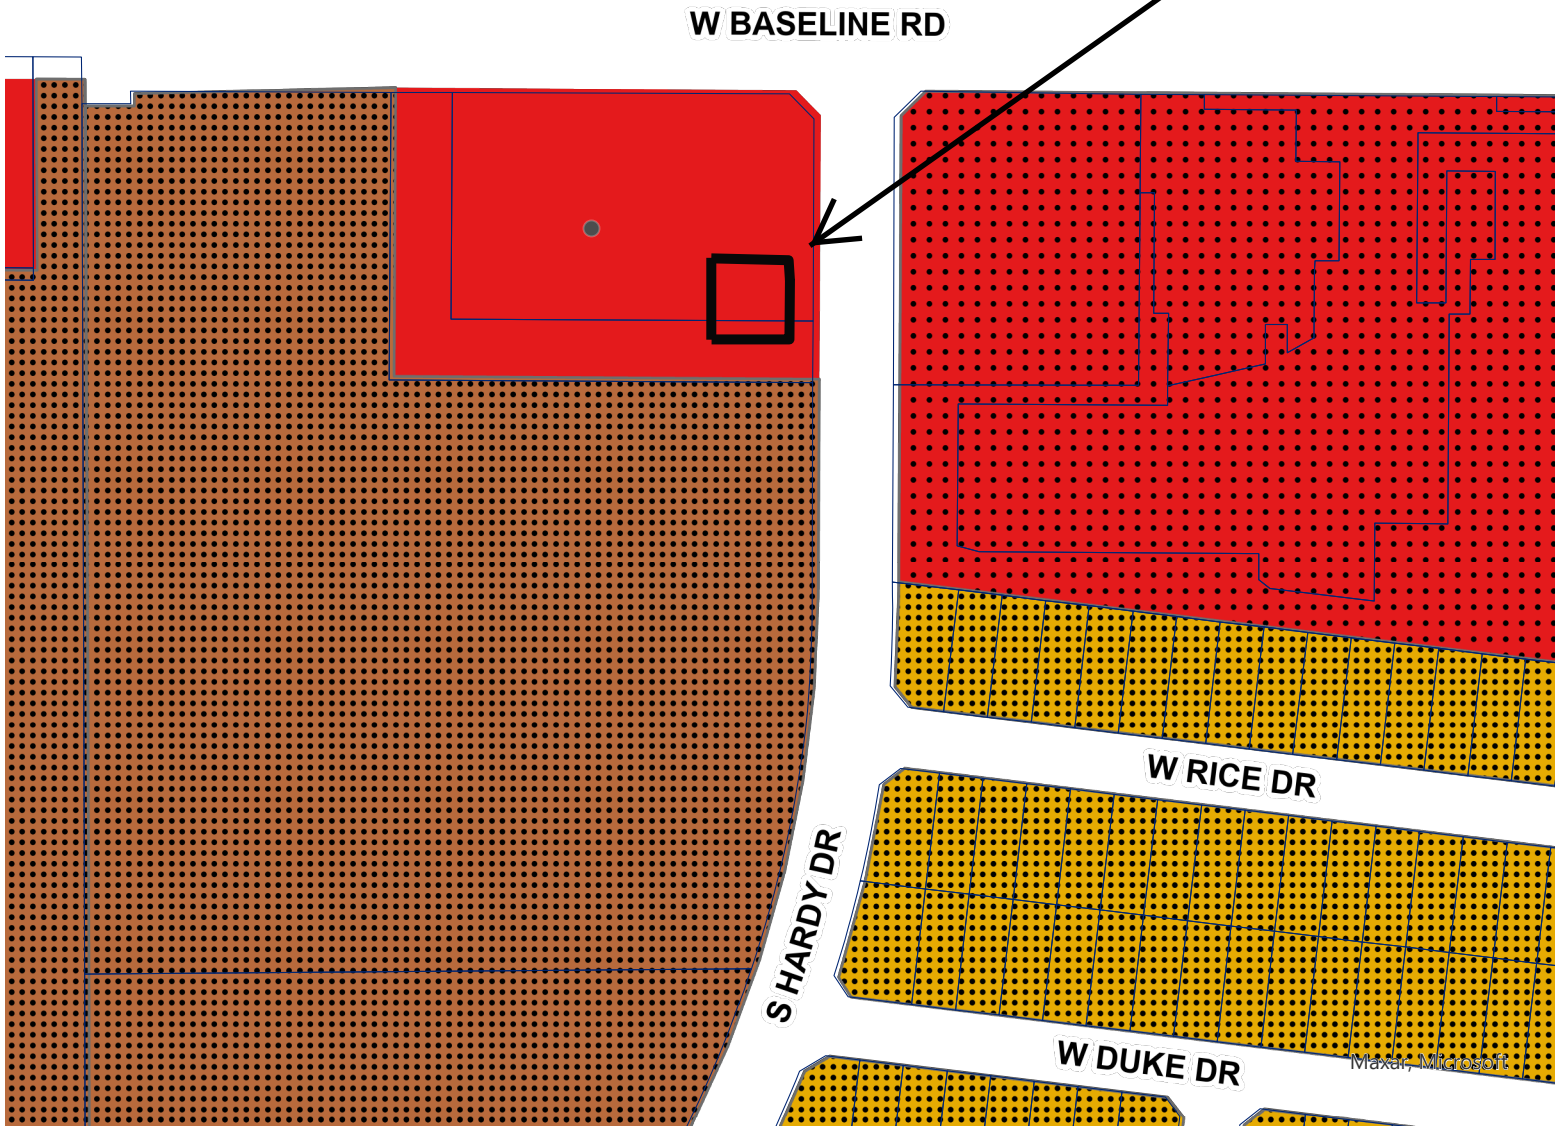 W BASELINE RD
W RICE DR
S HARDY DR
W DUKE DR
Maxar, Microsoft